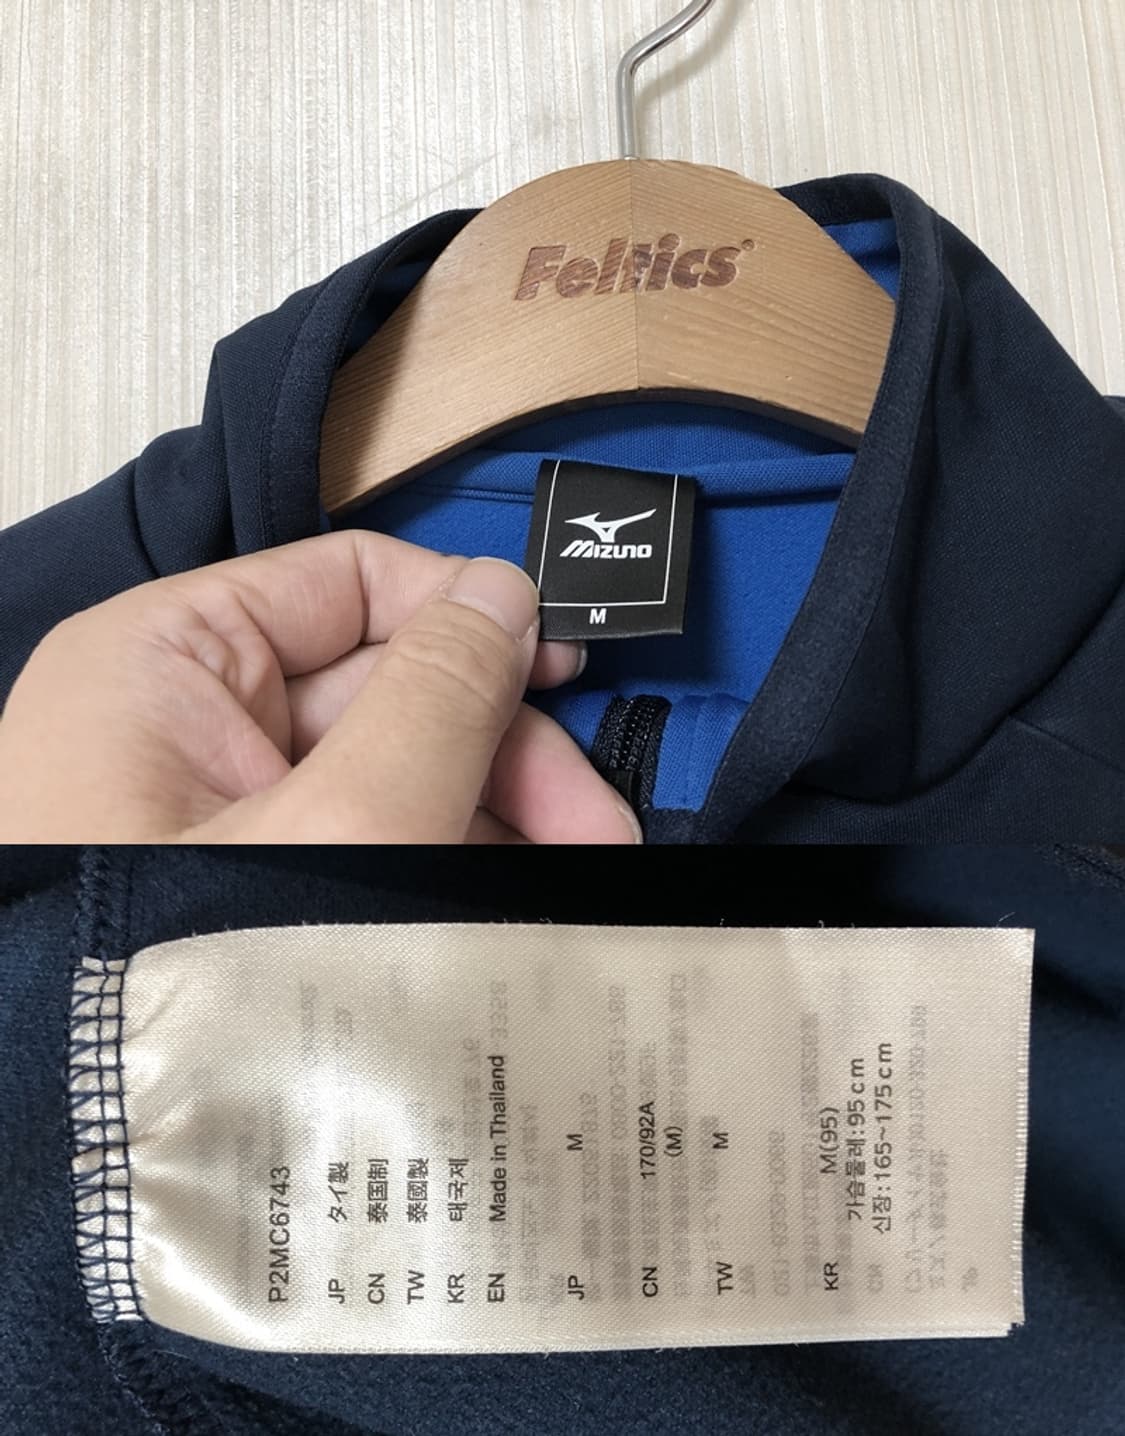 Feltics
MIZUNO
M
P2MC6743
JP タイ製
CN 泰国制
TW 泰國製
KR 태국제
EN Made in Thailand
JP M
CN 170/92A
(M)
TW M
KR M(95)
가슴둘레:95cm
신장:165~175cm